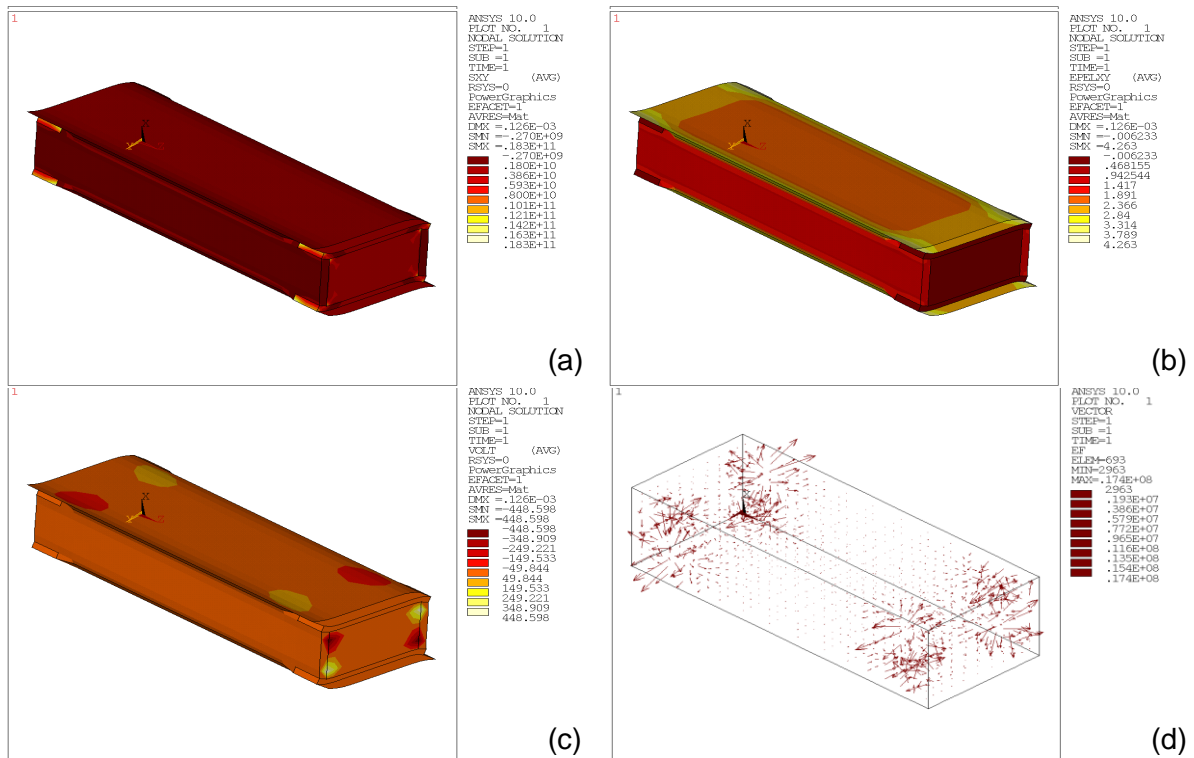 1
ANSYS 10.0
PLOT NO. 1
NODAL SOLUTION
STEP=1
SUB =1
TIME=1
SXY (AVG)
RSYS=0
PowerGraphics
EFACET=1
AVRES=Mat
DMX =.126E-03
SMN =-.270E+09
SMX =.183E+11
-.270E+09
.180E+10
.386E+10
.593E+10
.800E+10
.101E+11
.121E+11
.142E+11
.163E+11
.183E+11
X
Y
Z
(a)
1
ANSYS 10.0
PLOT NO. 1
NODAL SOLUTION
STEP=1
SUB =1
TIME=1
EPELXY (AVG)
RSYS=0
PowerGraphics
EFACET=1
AVRES=Mat
DMX =.126E-03
SMN =-.006233
SMX =4.263
-.006233
.468155
.942544
1.417
1.891
2.366
2.84
3.314
3.789
4.263
X
Y
Z
(b)
1
ANSYS 10.0
PLOT NO. 1
NODAL SOLUTION
STEP=1
SUB =1
TIME=1
VOLT (AVG)
RSYS=0
PowerGraphics
EFACET=1
AVRES=Mat
DMX =.126E-03
SMN =-448.598
SMX =448.598
-448.598
-348.909
-249.221
-149.533
-49.844
49.844
149.533
249.221
348.909
448.598
X
Y
Z
(c)
1
ANSYS 10.0
PLOT NO. 1
VECTOR
STEP=1
SUB =1
TIME=1
EF
ELEM=693
MIN=2963
MAX=.174E+08
2963
.193E+07
.386E+07
.579E+07
.772E+07
.965E+07
.116E+08
.135E+08
.154E+08
.174E+08
(d)